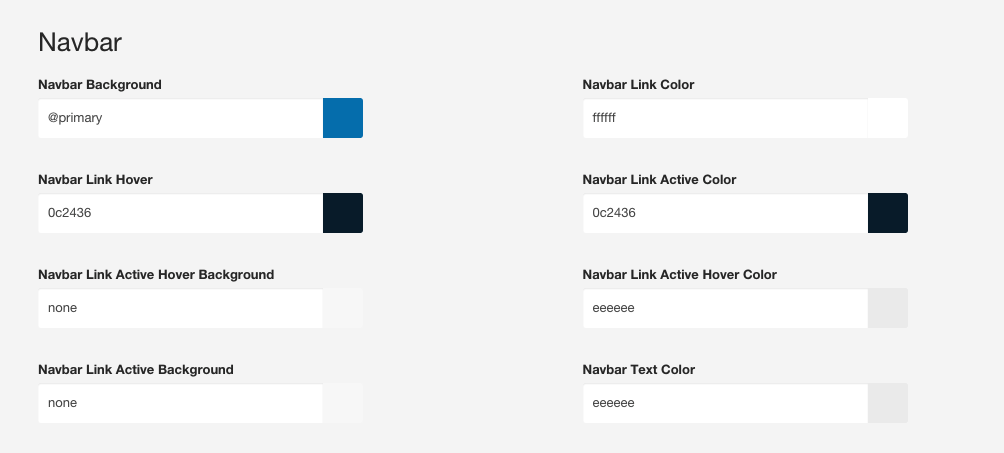 Navbar
Navbar Background
Navbar Link Color
@primary
ffffff
Navbar Link Hover
Navbar Link Active Color
0c2436
0c2436
Navbar Link Active Hover Background
Navbar Link Active Hover Color
none
eeeeee
Navbar Link Active Background
Navbar Text Color
none
eeeeee